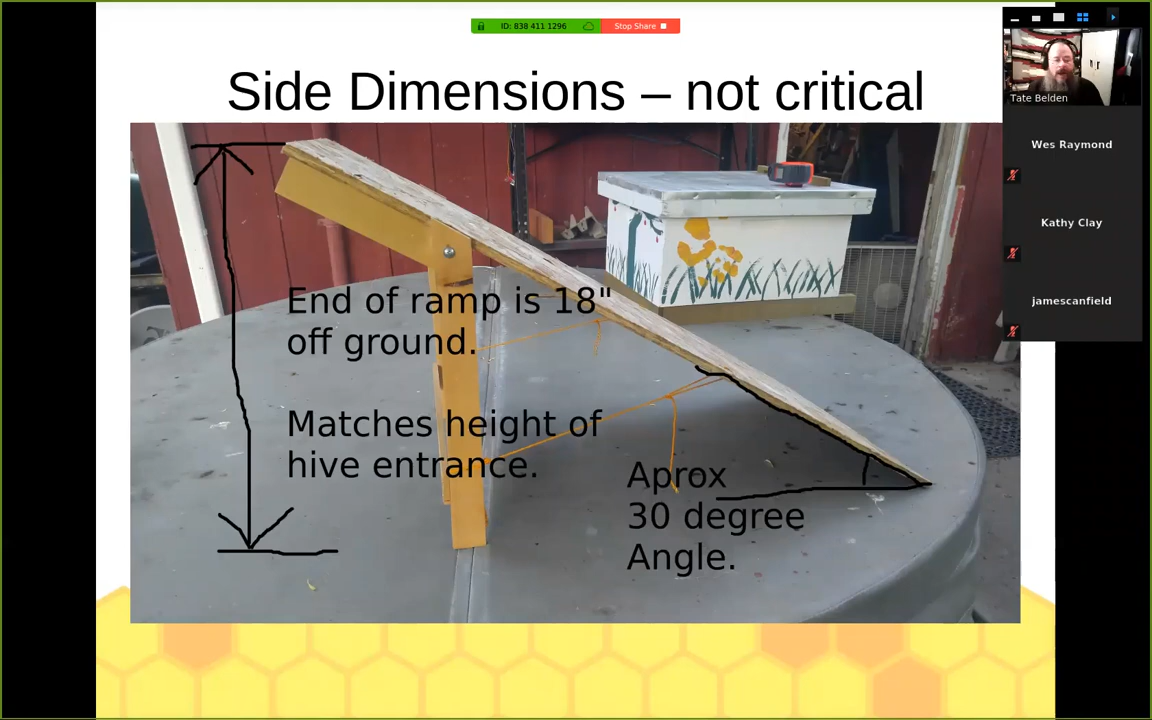 ID: 838 411 1296
Stop Share
Side Dimensions – not critical
Tate Belden
Wes Raymond
Kathy Clay
jamescanfield
End of ramp is 18"
off ground.
Matches height of
hive entrance.
Aprox
30 degree
Angle.